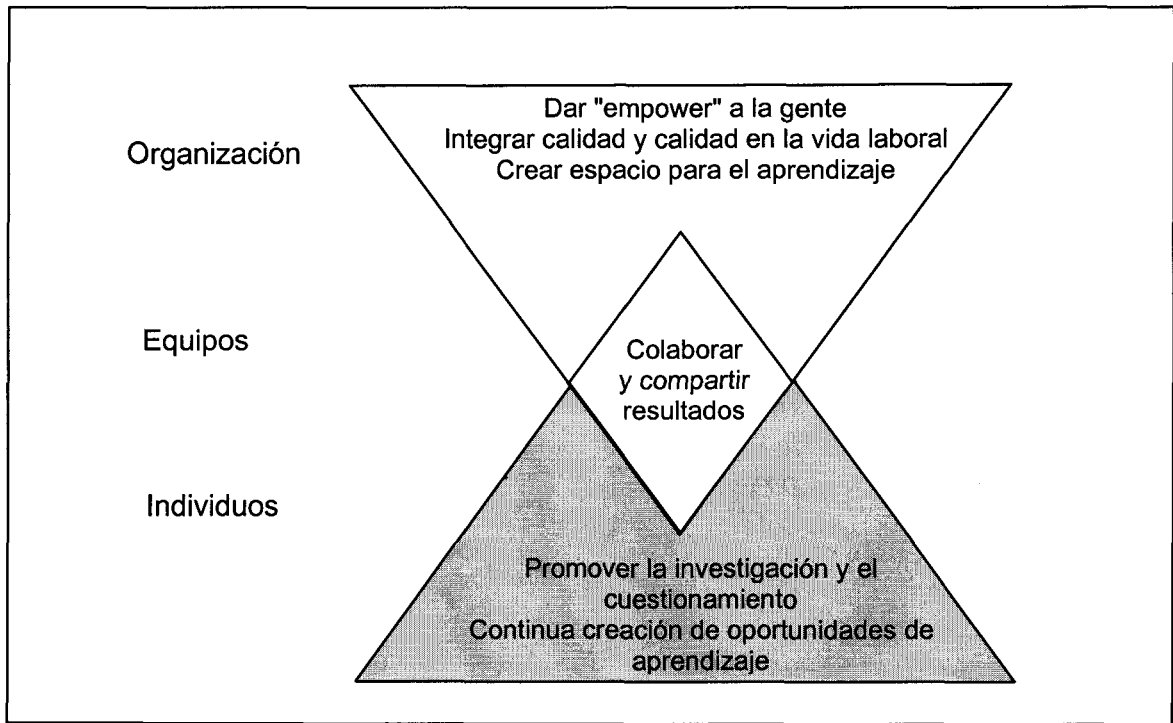 Dar "empower" a la gente
Integrar calidad y calidad en la vida laboral
Crear espacio para el aprendizaje
Organización
Equipos
Colaborar
y compartir
resultados
Individuos
Promover la investigación y el
cuestionamiento
Continua creación de oportunidades de
aprendizaje